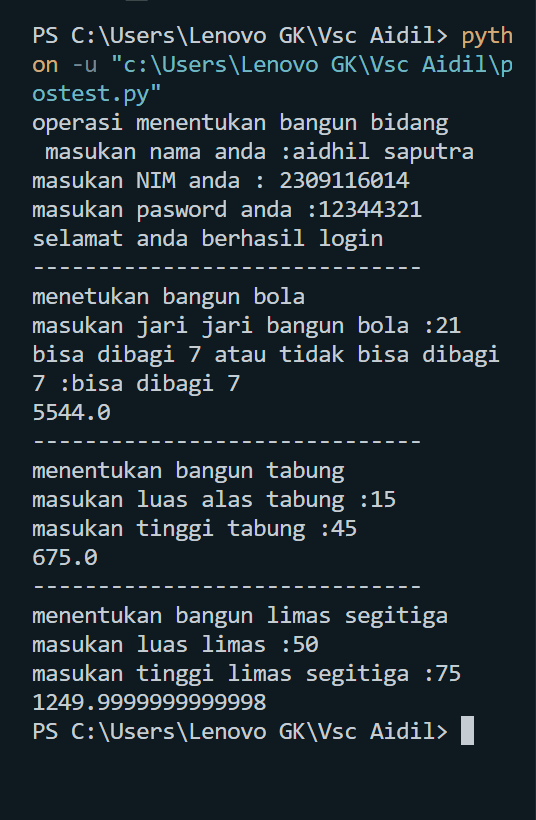 PS C:\Users\Lenovo GK\Vsc Aidil> pyth
on -u "c:\Users\Lenovo GK\Vsc Aidil\p
ostest.py"
operasi menentukan bangun bidang
 masukan nama anda :aidhil saputra
masukan NIM anda : 2309116014
masukan pasword anda :12344321
selamat anda berhasil login
------------------------------
menetukan bangun bola
masukan jari jari bangun bola :21
bisa dibagi 7 atau tidak bisa dibagi
7 :bisa dibagi 7
5544.0
------------------------------
menentukan bangun tabung
masukan luas alas tabung :15
masukan tinggi tabung :45
675.0
------------------------------
menentukan bangun limas segitiga
masukan luas limas :50
masukan tinggi limas segitiga :75
1249.9999999999998
PS C:\Users\Lenovo GK\Vsc Aidil>